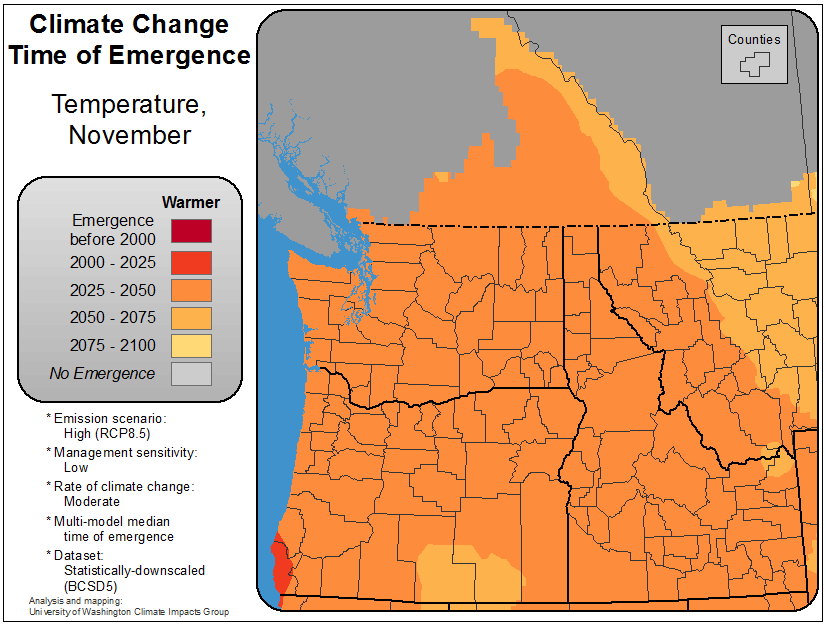 Climate Change
Time of Emergence
Temperature,
November
Warmer
Emergence
before 2000
2000 - 2025
2025 - 2050
2050 - 2075
2075 - 2100
No Emergence
* Emission scenario:
High (RCP8.5)
* Management sensitivity:
Low
* Rate of climate change:
Moderate
* Multi-model median
time of emergence
* Dataset:
Statistically-downscaled
(BCSD5)
Analysis and mapping:
University of Washington Climate Impacts Group
Counties